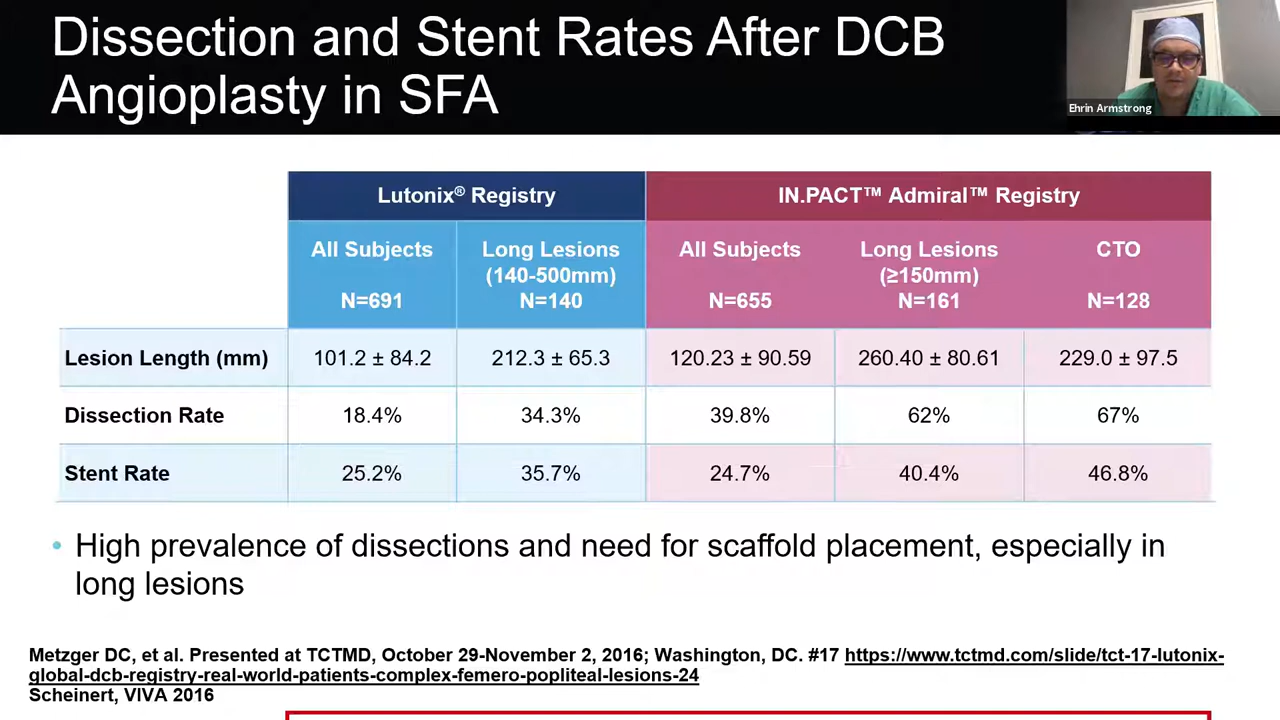 Dissection and Stent Rates After DCB
Angioplasty in SFA
Ehrin Armstrong
Lutonix® Registry
IN.PACT™ Admiral™ Registry
All Subjects
N=691
Long Lesions
(140-500mm)
N=140
All Subjects
N=655
Long Lesions
(≥150mm)
N=161
CTO
N=128
Lesion Length (mm) 101.2 ± 84.2 212.3 ± 65.3 120.23 ± 90.59 260.40 ± 80.61 229.0 ± 97.5
Dissection Rate 18.4% 34.3% 39.8% 62% 67%
Stent Rate 25.2% 35.7% 24.7% 40.4% 46.8%
• High prevalence of dissections and need for scaffold placement, especially in
long lesions
Metzger DC, et al. Presented at TCTMD, October 29-November 2, 2016; Washington, DC. #17 https://www.tctmd.com/slide/tct-17-lutonix-
global-dcb-registry-real-world-patients-complex-femero-popliteal-lesions-24
Scheinert, VIVA 2016